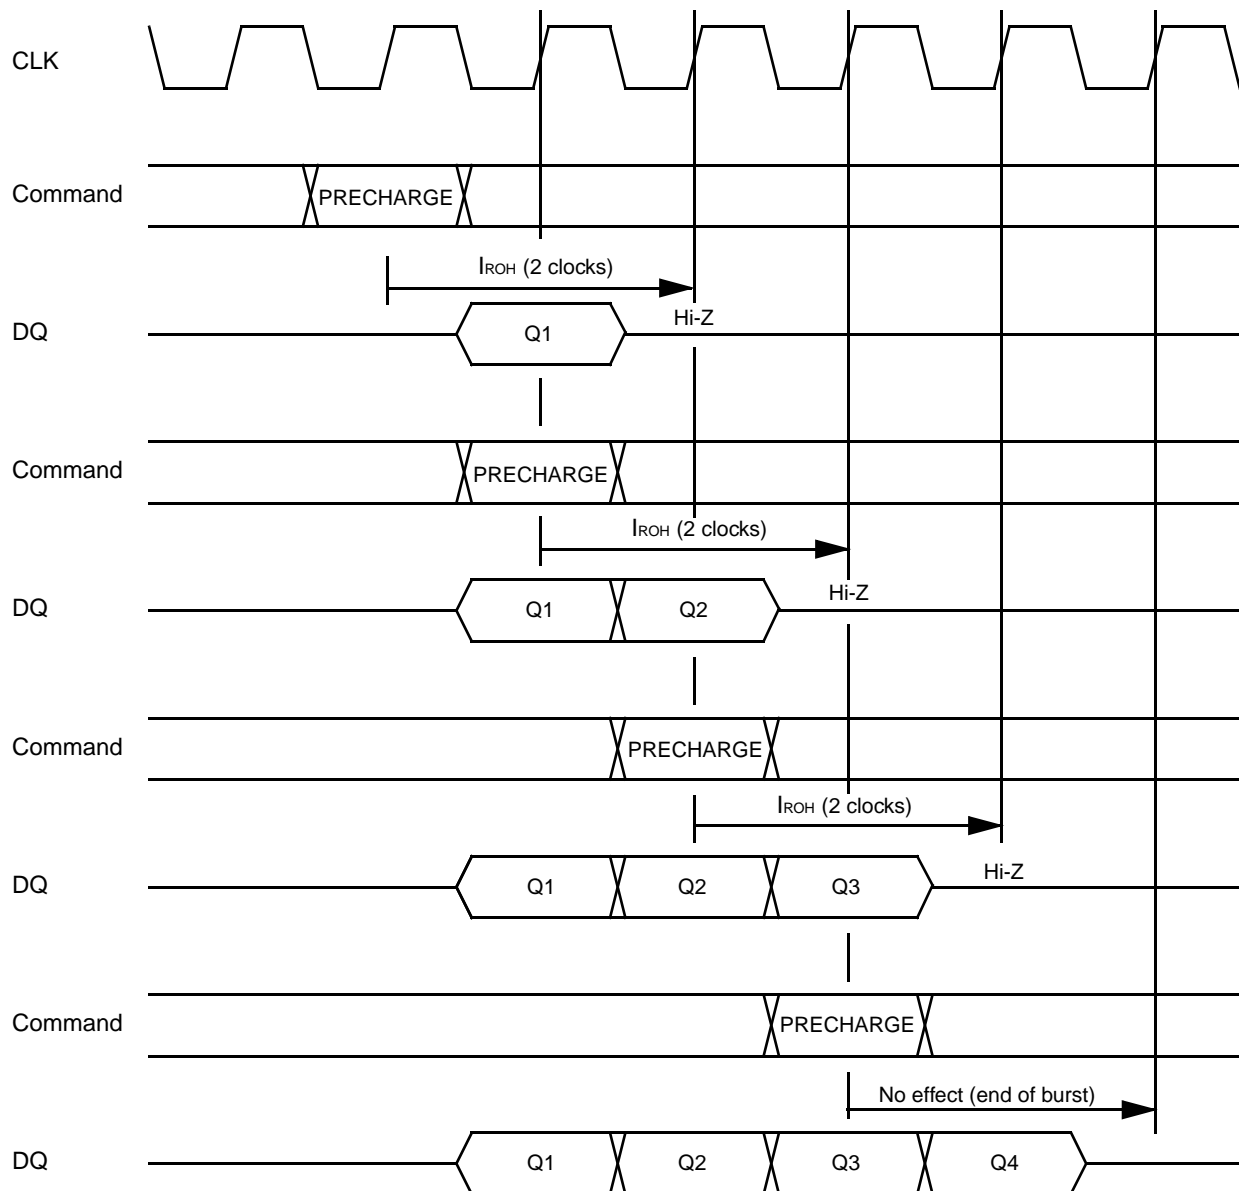 CLK
Command
PRECHARGE
IROH (2 clocks)
DQ
Q1
Hi-Z
Command
PRECHARGE
IROH (2 clocks)
DQ
Q1
Q2
Hi-Z
Command
PRECHARGE
IROH (2 clocks)
DQ
Q1
Q2
Q3
Hi-Z
Command
PRECHARGE
No effect (end of burst)
DQ
Q1
Q2
Q3
Q4